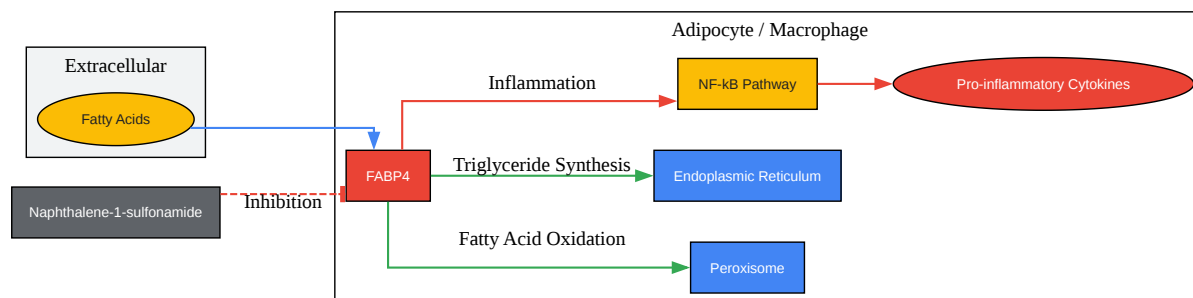 Adipocyte / Macrophage
Extracellular
Fatty Acids
Inflammation
NF-kB Pathway
Pro-inflammatory Cytokines
FABP4
Triglyceride Synthesis
Endoplasmic Reticulum
Naphthalene-1-sulfonamide
Inhibition
Fatty Acid Oxidation
Peroxisome